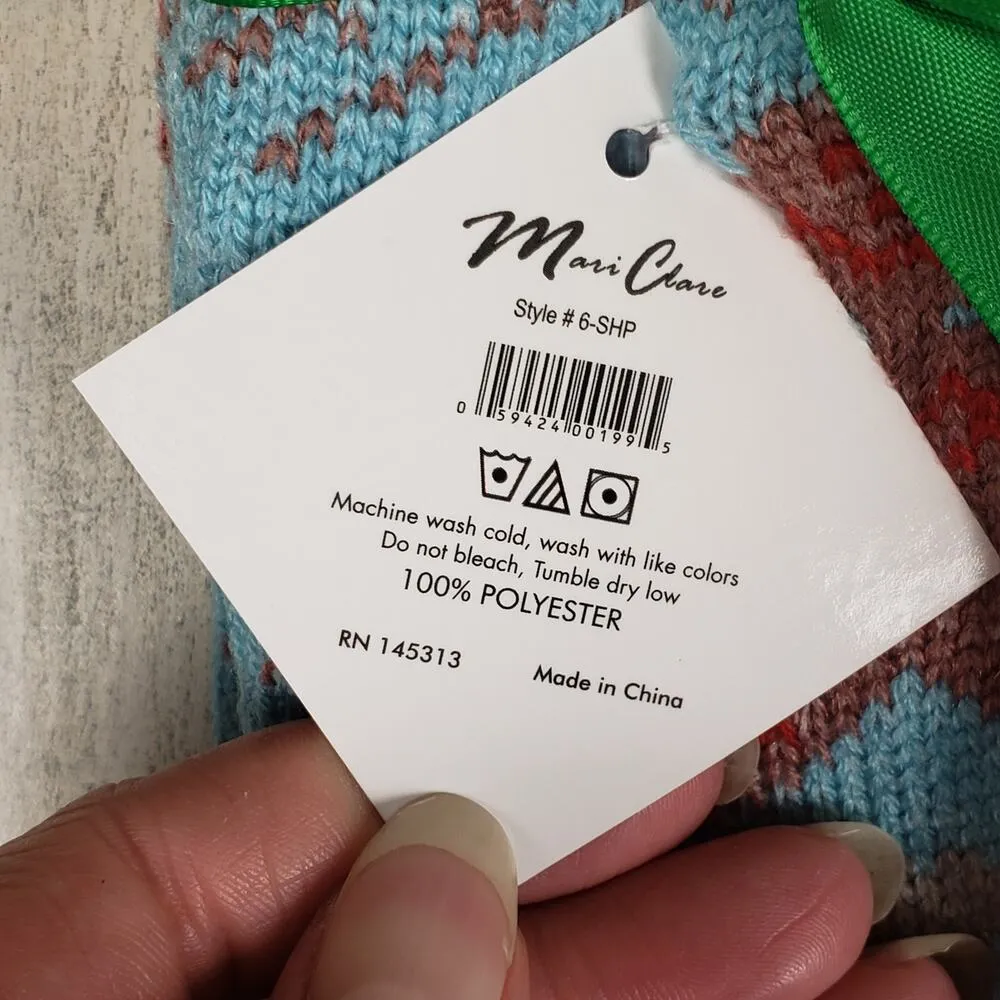 Mari Clare
Style # 6-SHP
0 59424 00199 5
Machine wash cold, wash with like colors
Do not bleach, Tumble dry low
100% POLYESTER
RN 145313
Made in China